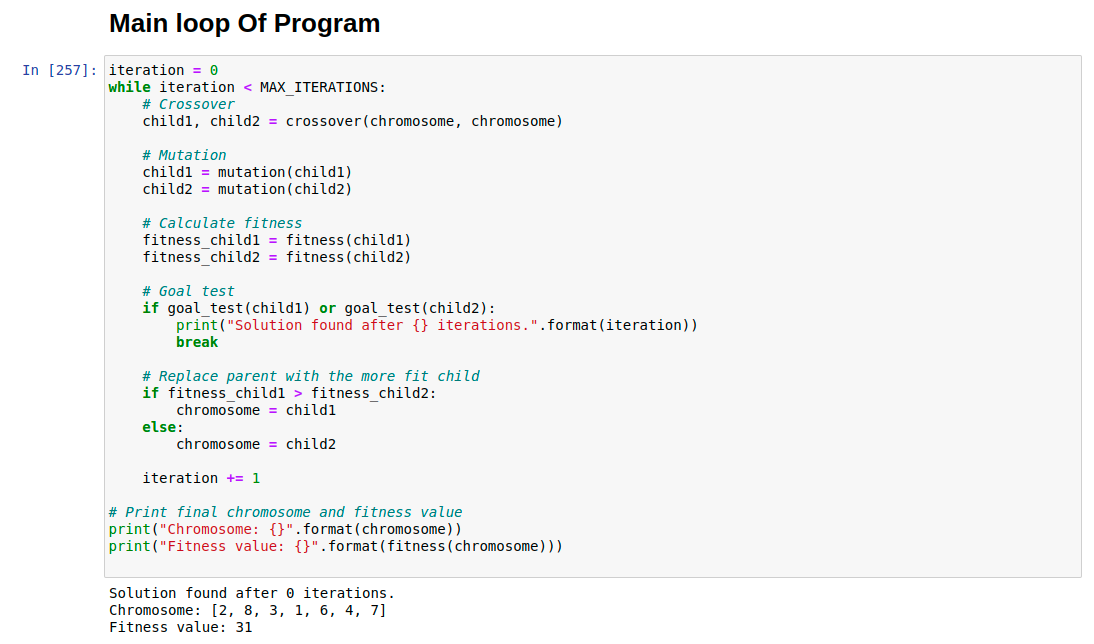 Main loop Of Program
In [257]:
iteration = 0
while iteration < MAX_ITERATIONS:
    # Crossover
    child1, child2 = crossover(chromosome, chromosome)

    # Mutation
    child1 = mutation(child1)
    child2 = mutation(child2)

    # Calculate fitness
    fitness_child1 = fitness(child1)
    fitness_child2 = fitness(child2)

    # Goal test
    if goal_test(child1) or goal_test(child2):
        print("Solution found after {} iterations.".format(iteration))
        break

    # Replace parent with the more fit child
    if fitness_child1 > fitness_child2:
        chromosome = child1
    else:
        chromosome = child2

    iteration += 1

# Print final chromosome and fitness value
print("Chromosome: {}".format(chromosome))
print("Fitness value: {}".format(fitness(chromosome)))

Solution found after 0 iterations.
Chromosome: [2, 8, 3, 1, 6, 4, 7]
Fitness value: 31